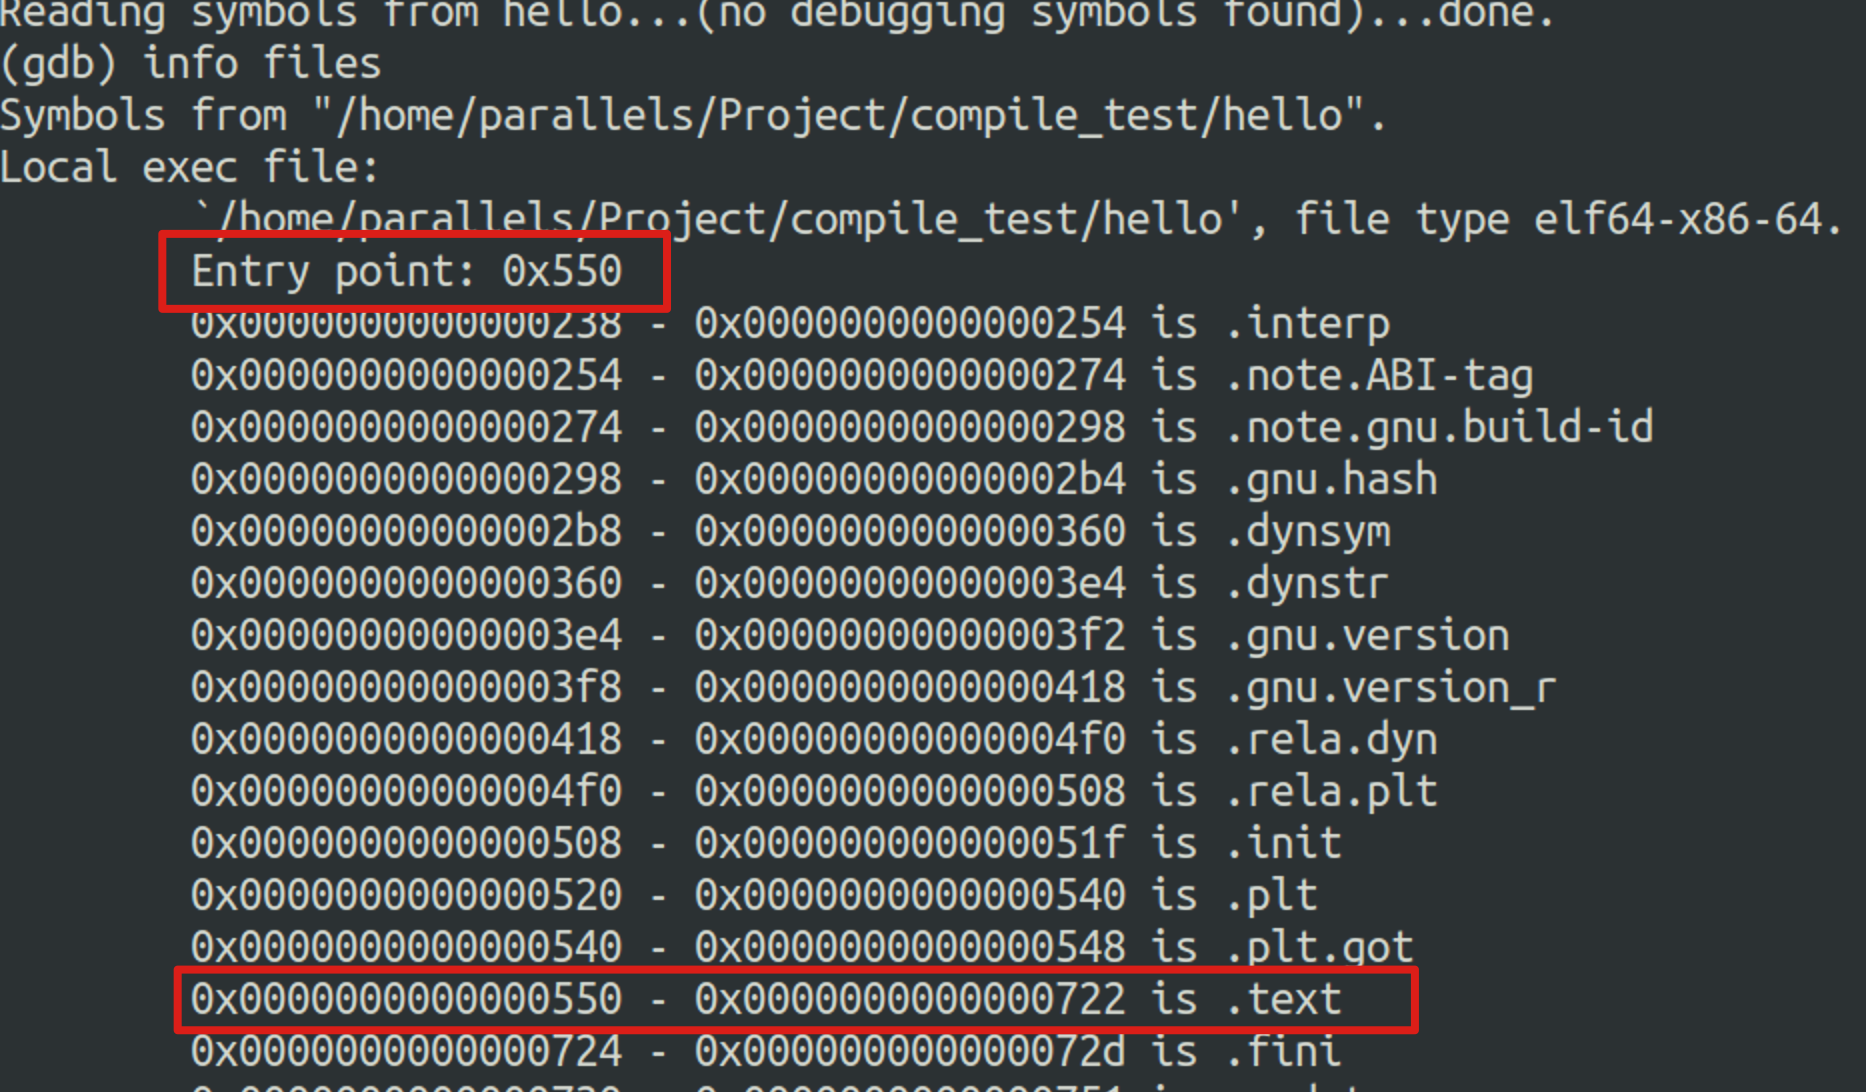 Reading symbols from hello...(no debugging symbols found)...done.
(gdb) info files
Symbols from "/home/parallels/Project/compile_test/hello".
Local exec file:
`/home/parallels/Project/compile_test/hello', file type elf64-x86-64.
Entry point: 0x550
0x0000000000000238 - 0x0000000000000254 is .interp
0x0000000000000254 - 0x0000000000000274 is .note.ABI-tag
0x0000000000000274 - 0x0000000000000298 is .note.gnu.build-id
0x0000000000000298 - 0x00000000000002b4 is .gnu.hash
0x00000000000002b8 - 0x0000000000000360 is .dynsym
0x0000000000000360 - 0x00000000000003e4 is .dynstr
0x00000000000003e4 - 0x00000000000003f2 is .gnu.version
0x00000000000003f8 - 0x0000000000000418 is .gnu.version_r
0x0000000000000418 - 0x00000000000004f0 is .rela.dyn
0x00000000000004f0 - 0x0000000000000508 is .rela.plt
0x0000000000000508 - 0x000000000000051f is .init
0x0000000000000520 - 0x0000000000000540 is .plt
0x0000000000000540 - 0x0000000000000548 is .plt.got
0x0000000000000550 - 0x0000000000000722 is .text
0x0000000000000724 - 0x000000000000072d is .fini